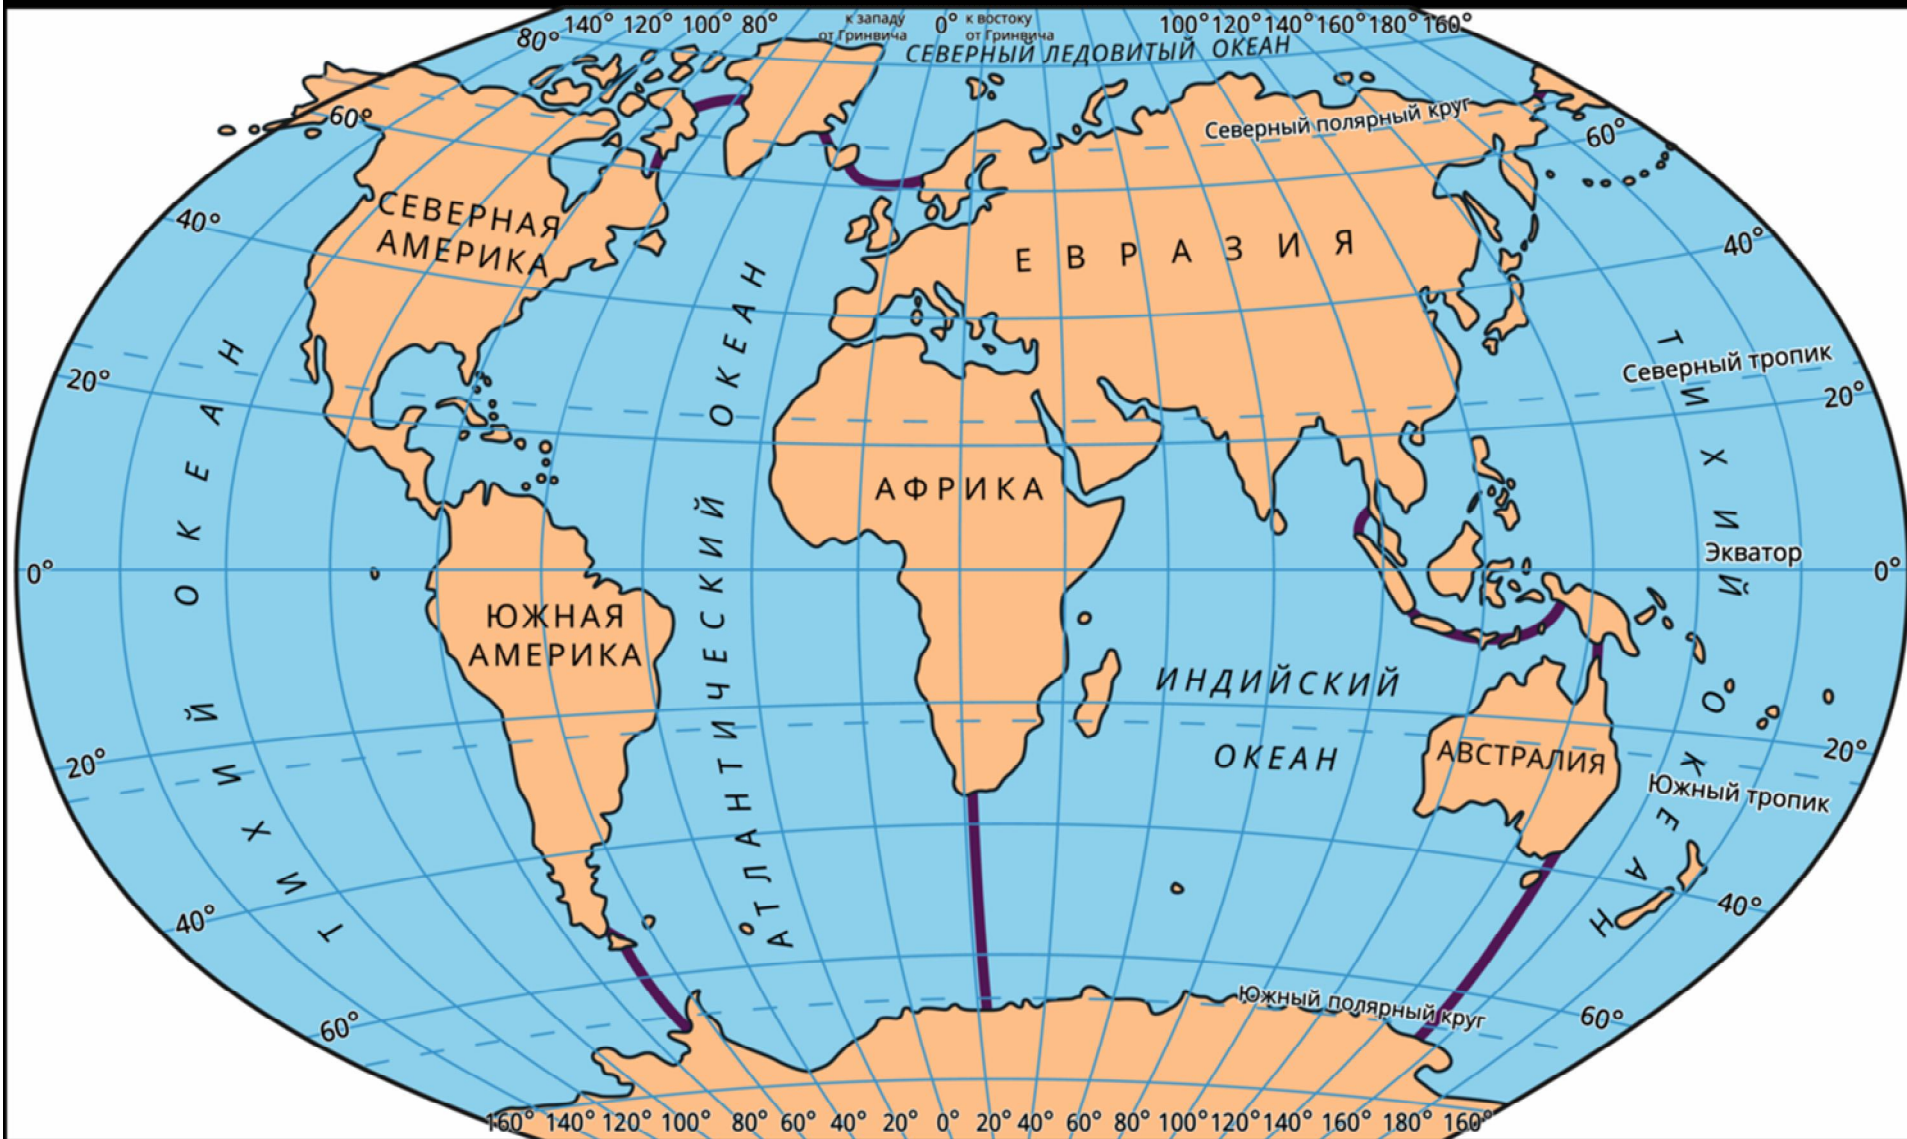 140° 120° 100° 80° к западу 0° к востоку 100° 120° 140° 160° 180° 160°
от Гринвича от Гринвича
80° СЕВЕРНЫЙ ЛЕДОВИТЫЙ ОКЕАН
60° Северный полярный круг 60°
40° СЕВЕРНАЯ
АМЕРИКА
ЕВРАЗИЯ 40°
Северный тропик
20° 20°
ТИХИЙ ОКЕАН
АТЛАНТИЧЕСКИЙ ОКЕАН
АФРИКА
ТИХИЙ ОКЕАН
Экватор
0° 0°
ЮЖНАЯ
АМЕРИКА
ИНДИЙСКИЙ
ОКЕАН
АВСТРАЛИЯ
20° 20°
Южный тропик
40° 40°
Южный полярный круг
60° 60°
160° 140° 120° 100° 80° 60° 40° 20° 0° 20° 40° 60° 80° 100° 120° 140° 160° 180° 160°